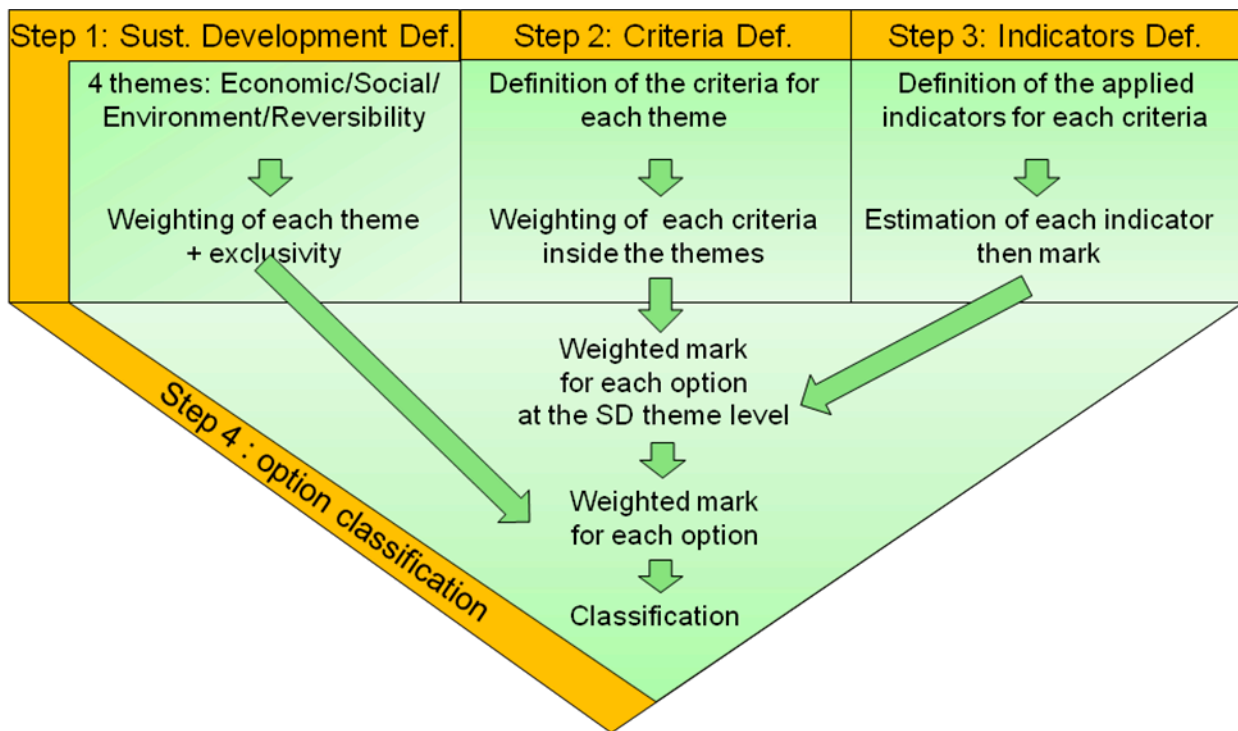 Step 1: Sust. Development Def.
4 themes: Economic/Social/
Environment/Reversibility
Weighting of each theme
+ exclusivity
Step 2: Criteria Def.
Definition of the criteria for
each theme
Weighting of each criteria
inside the themes
Step 3: Indicators Def.
Definition of the applied
indicators for each criteria
Estimation of each indicator
then mark
Step 4 : option classification
Weighted mark
for each option
at the SD theme level
Weighted mark
for each option
Classification